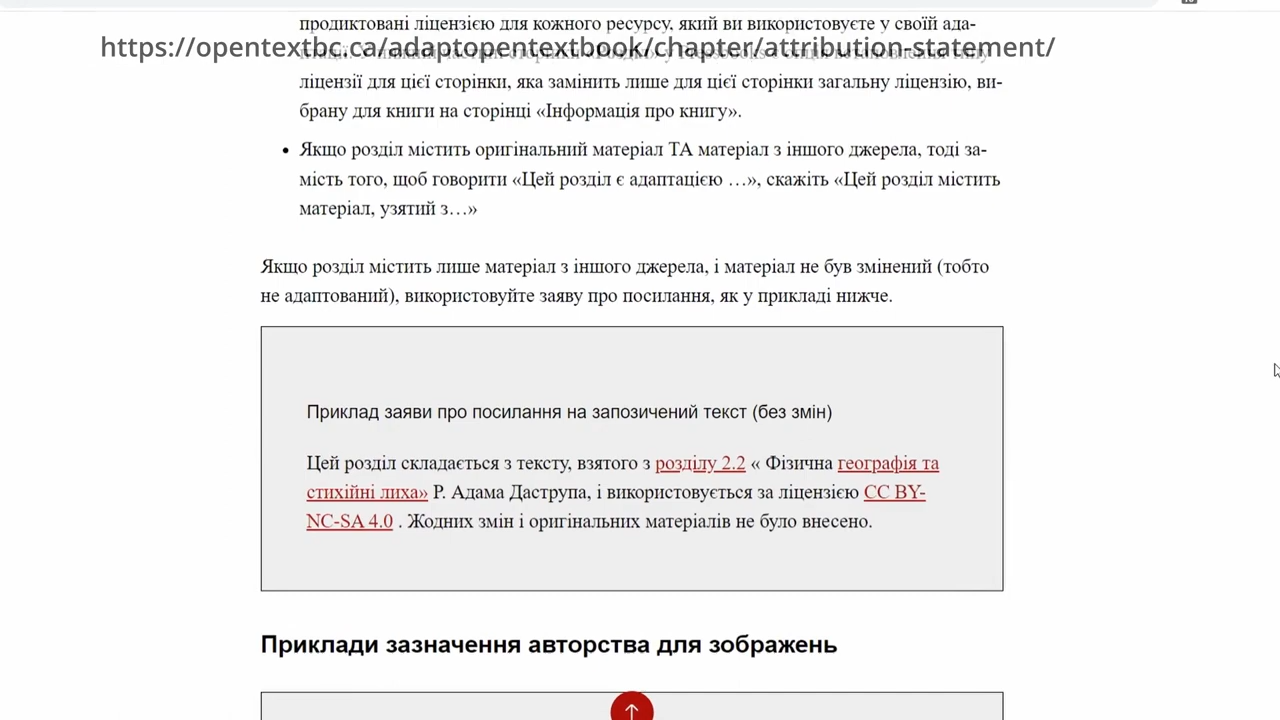 продиктовані ліцензією для кожного ресурсу, який ви використовуєте у своїй ада-
https://opentextbc.ca/adaptopentextbook/chapter/attribution-statement/
ліцензії для цієї сторінки, яка замінить лише для цієї сторінки загальну ліцензію, ви-
брану для книги на сторінці «Інформація про книгу».
• Якщо розділ містить оригінальний матеріал ТА матеріал з іншого джерела, тоді за-
мість того, щоб говорити «Цей розділ є адаптацією …», скажіть «Цей розділ містить
матеріал, узятий з…»
Якщо розділ містить лише матеріал з іншого джерела, і матеріал не був змінений (тобто
не адаптований), використовуйте заяву про посилання, як у прикладі нижче.
Приклад заяви про посилання на запозичений текст (без змін)
Цей розділ складається з тексту, взятого з розділу 2.2 « Фізична географія та
стихійні лиха» Р. Адама Даструпа, і використовується за ліцензією CC BY-
NC-SA 4.0 . Жодних змін і оригінальних матеріалів не було внесено.
Приклади зазначення авторства для зображень